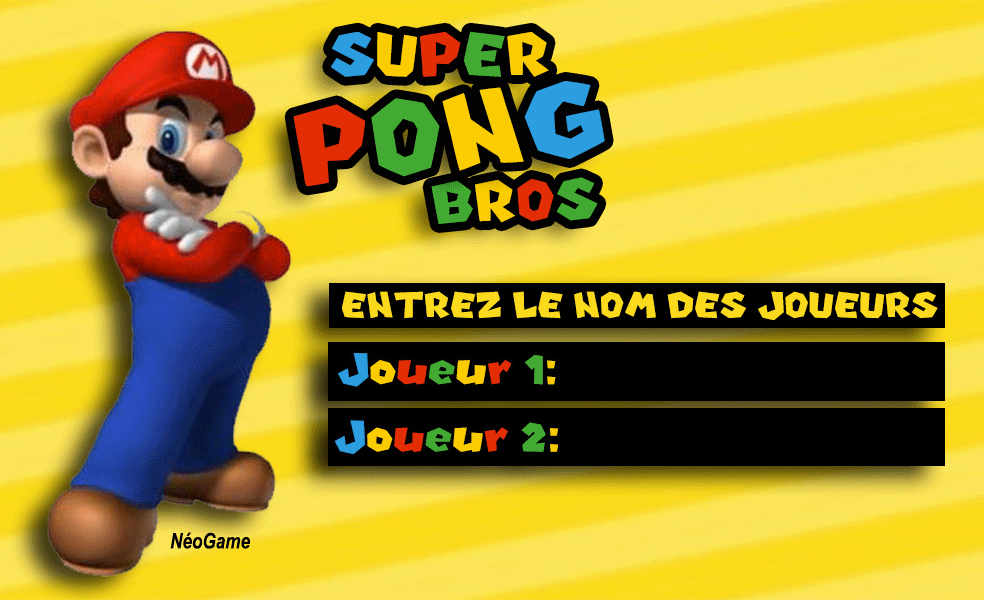 M
SUPER
PONG
BROS
ENTREZ LE NOM DES JOUEURS
Joueur 1:
Joueur 2:
NéoGame